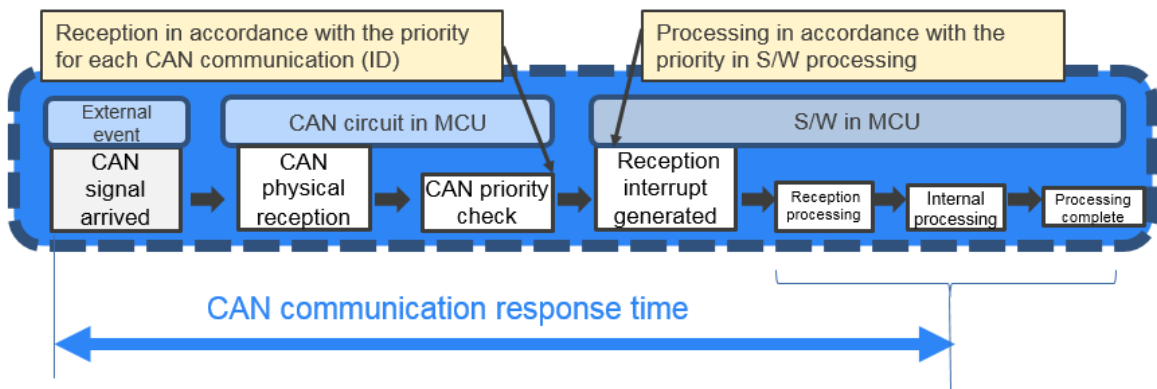 Reception in accordance with the priority
for each CAN communication (ID)
Processing in accordance with the
priority in S/W processing
External
event
CAN circuit in MCU
S/W in MCU
CAN
signal
arrived
CAN
physical
reception
CAN priority
check
Reception
interrupt
generated
Reception
processing
Internal
processing
Processing
complete
CAN communication response time